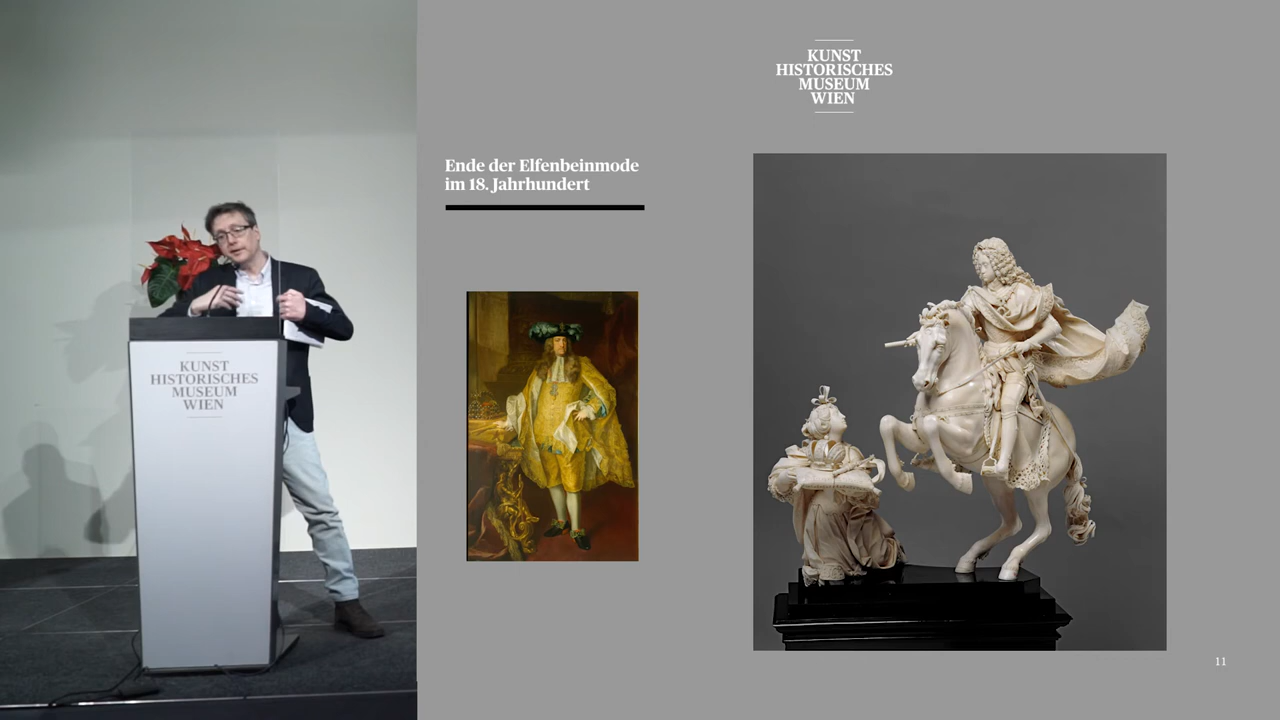 KUNST
HISTORISCHES
MUSEUM
WIEN
Ende der Elfenbeinmode
im 18. Jahrhundert
KUNST
HISTORISCHES
MUSEUM
WIEN
11